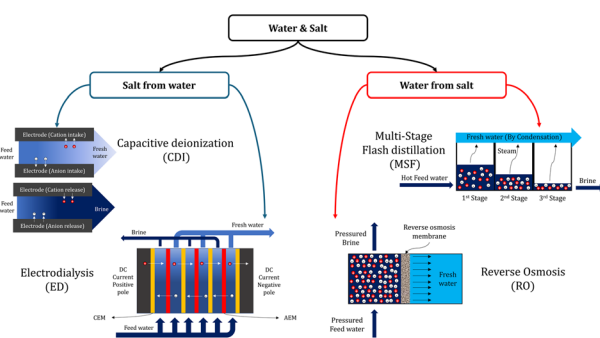 Water & Salt
Salt from water
Water from salt
Electrode (Cation intake)
Feed
water
Fresh
water
Electrode (Anion intake)
Capacitive deionization
(CDI)
Electrode (Cation release)
Feed
water
Brine
Electrode (Anion release)
Multi-Stage
Flash distillation
(MSF)
Fresh water (By Condensation)
Steam
Hot Feed water
Brine
1st Stage
2nd Stage
3rd Stage
Electrodialysis
(ED)
Brine
Fresh water
DC
Current
Positive
pole
DC
Current
Negative
pole
CEM
AEM
Feed water
Pressured
Brine
Reverse osmosis
membrane
Fresh
water
Pressured
Feed water
Reverse Osmosis
(RO)